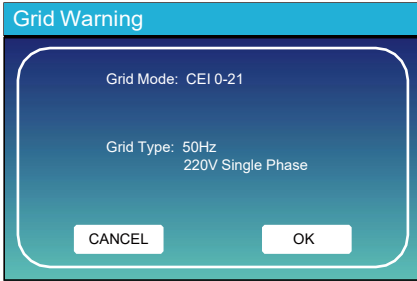 Grid Warning
Grid Mode: CEI 0-21
Grid Type: 50Hz
220V Single Phase
CANCEL OK